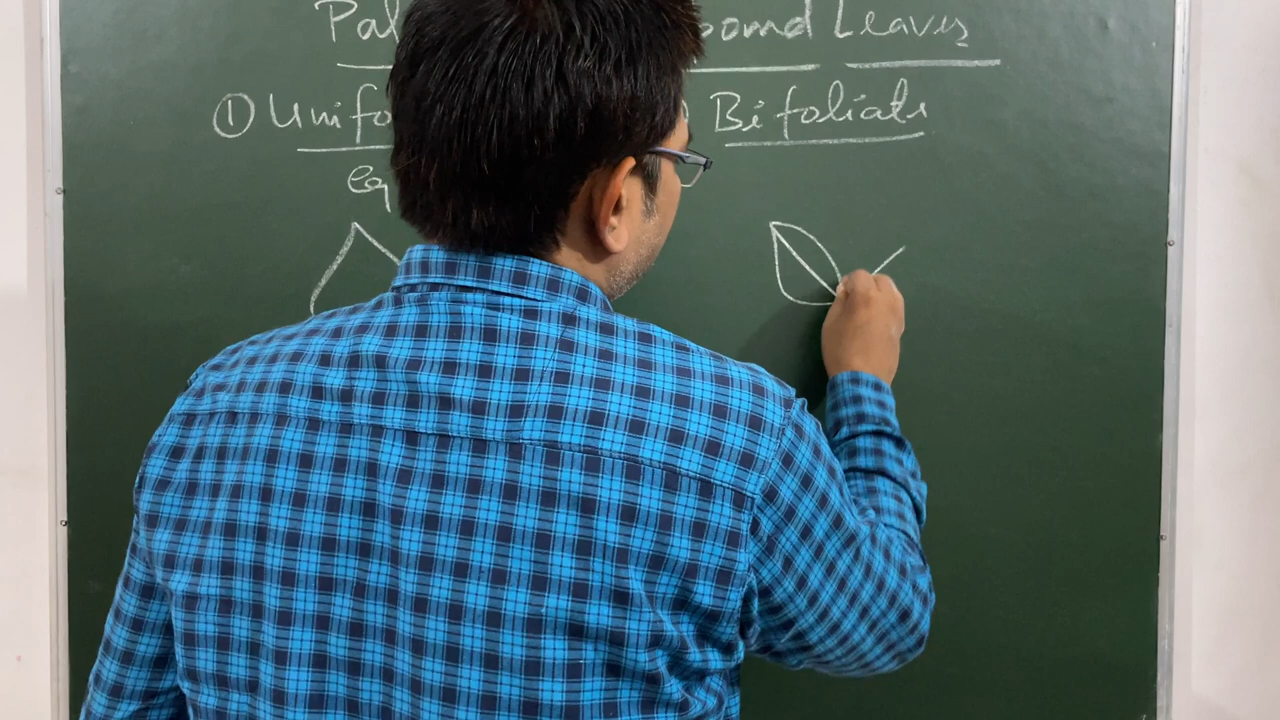 Pal ound Leaves
① Unifo Bifoliate
eg